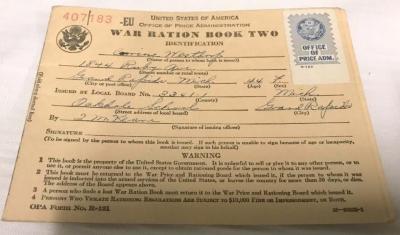 407183 -EU
UNITED STATES OF AMERICA
OFFICE OF PRICE ADMINISTRATION
WAR RATION BOOK TWO
IDENTIFICATION
OFFICE
OF
PRICE ADM.
(Name of person to whom book is issued)
1844
(Street number or rural route)
Grand Rapids Mich 44 F
(City or post office) (State) (Age) (Sex)
ISSUED BY LOCAL BOARD NO. Mich
Oakdale School Grand Rapids
(Street address of local board)
By
(Signature of issuing officer)
SIGNATURE
(To be signed by the person to whom this book is issued. If such person is unable to sign because of age or incapacity, another may sign in his behalf)
WARNING
1 This book is the property of the United States Government. It is unlawful to sell or give it to any other person, or to use it, or permit anyone else to use it, except to obtain rationed goods for the person to whom it was issued.
2 This book must be returned to the War Price and Rationing Board which issued it, if the person to whom it was issued is inducted into the armed services of the United States, or leaves the country for more than 30 days, or dies. The address of the Board appears above.
3 A person who finds a lost War Ration Book must return it to the War Price and Rationing Board which issued it.
4 PERSONS WHO VIOLATE RATIONING REGULATIONS ARE SUBJECT TO $10,000 FINE OR IMPRISONMENT, OR BOTH.
OPA FORM No. R-121